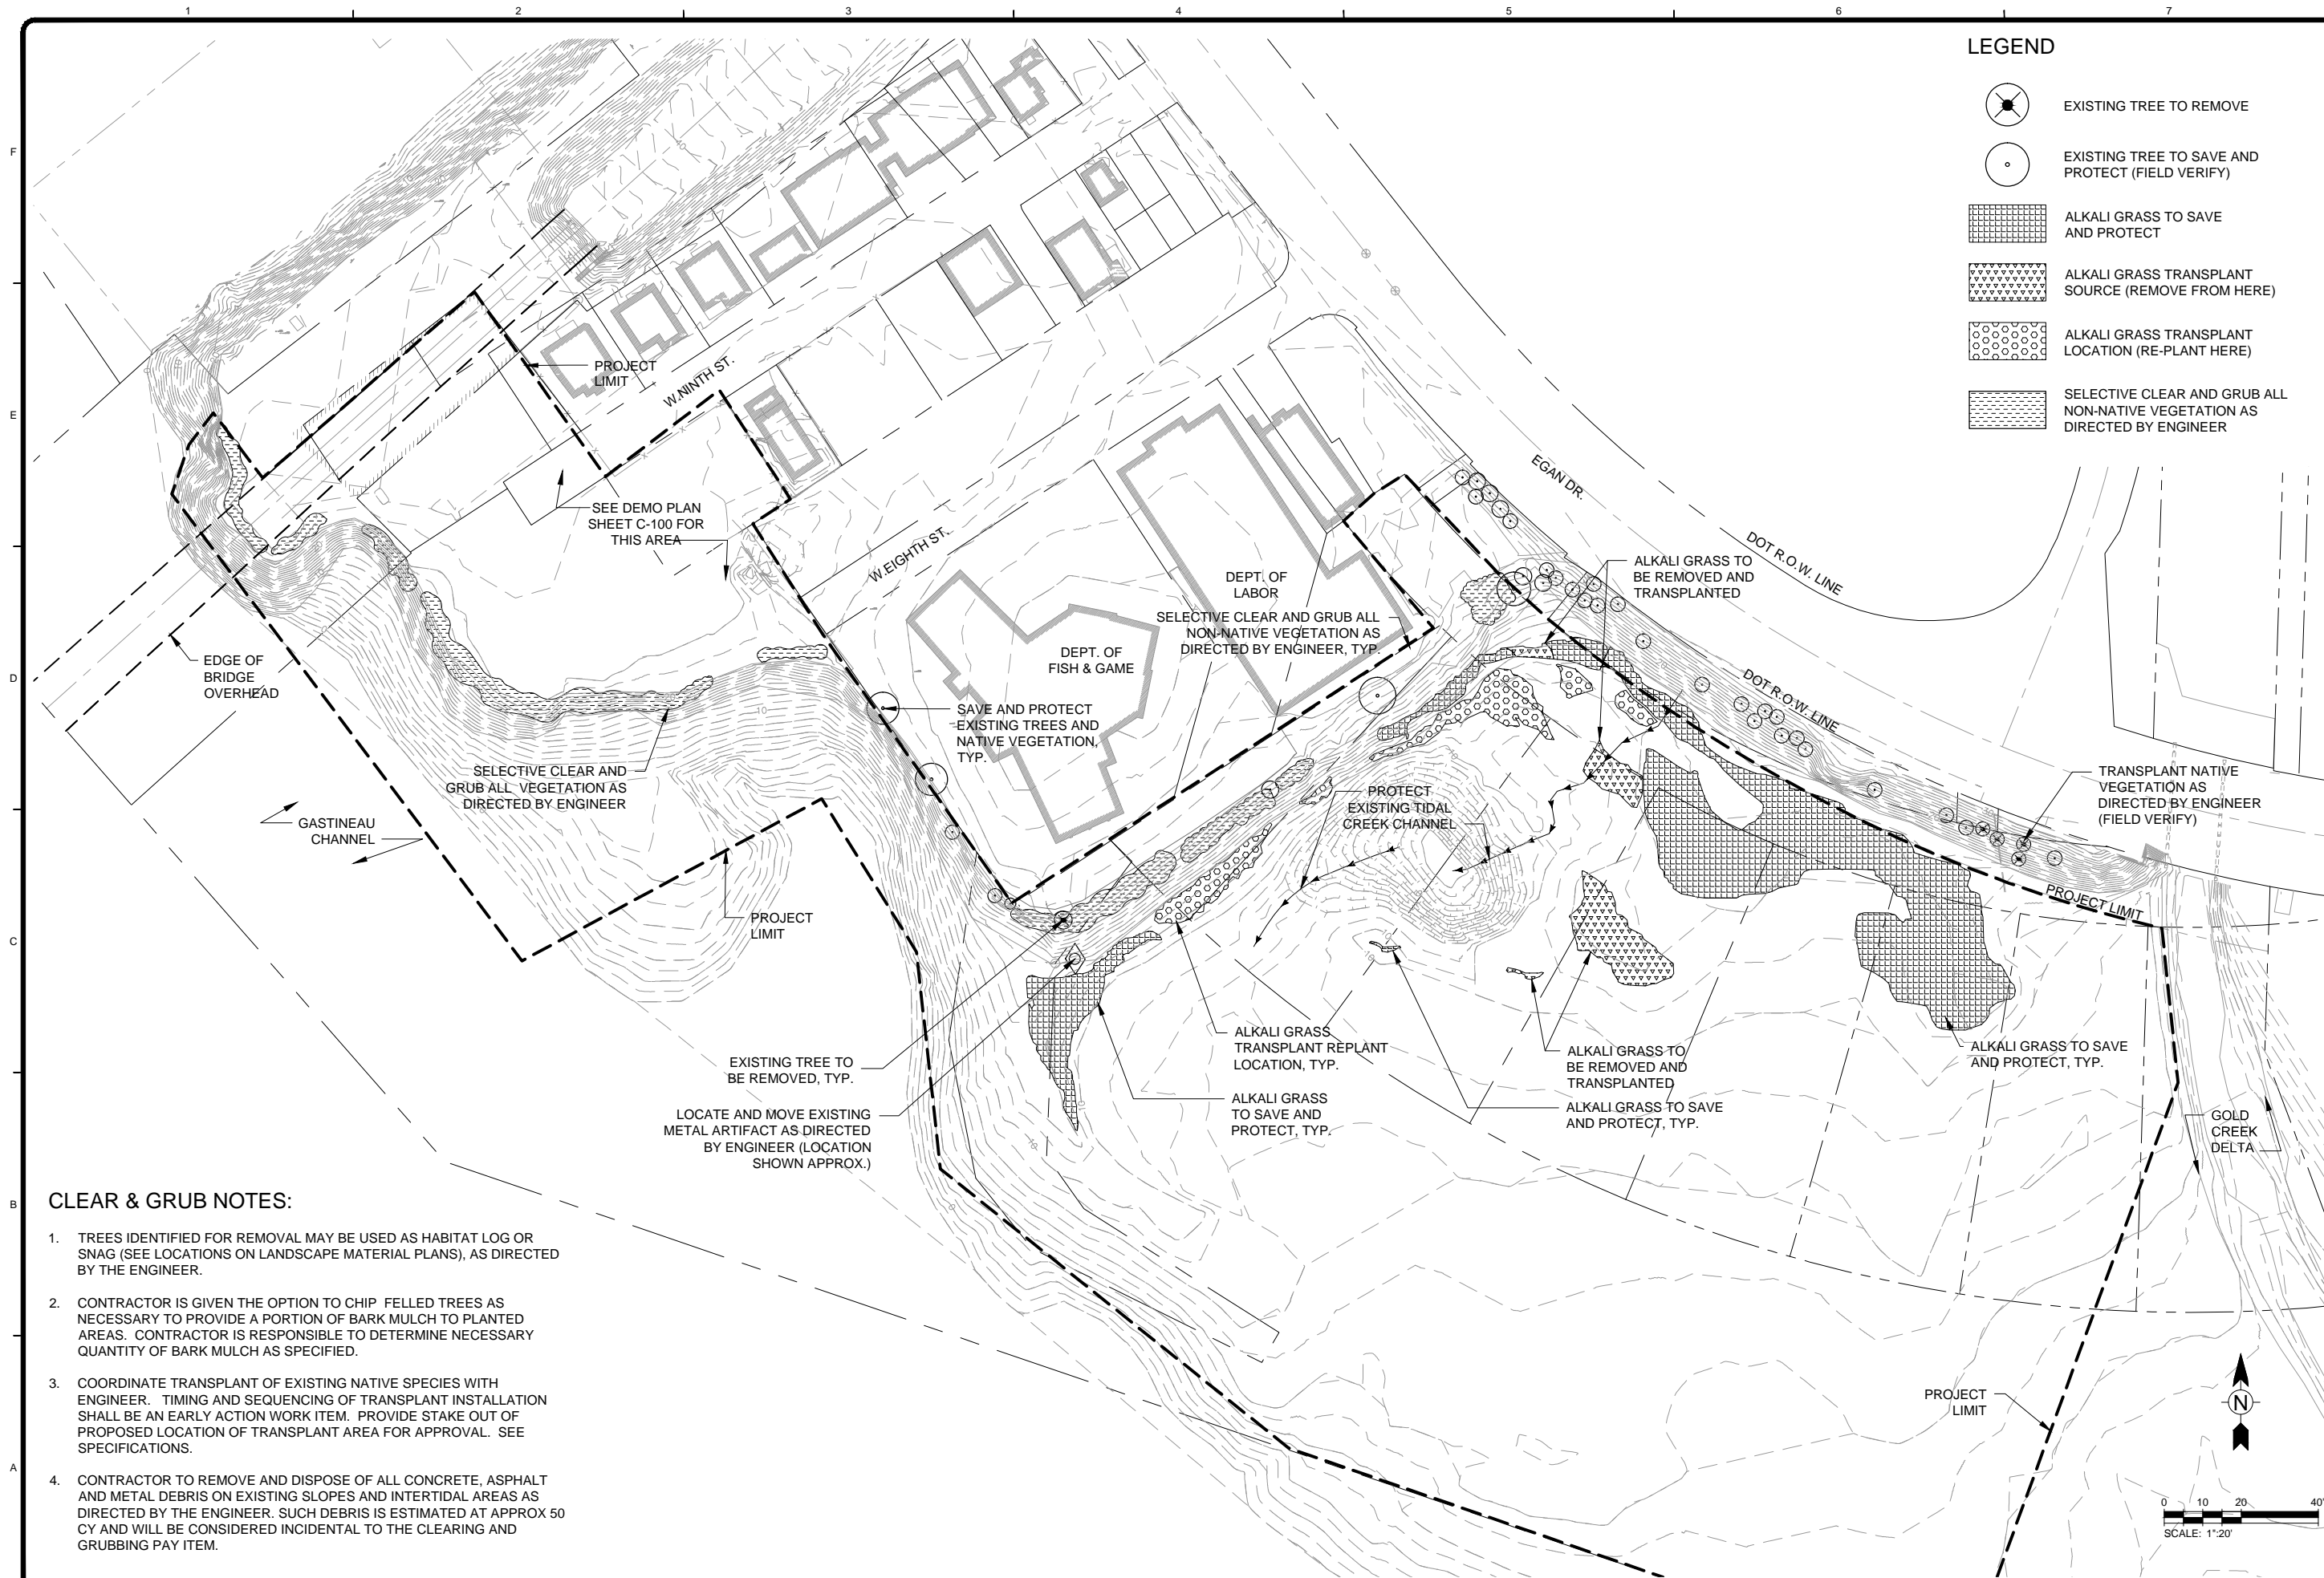 1 2 3 4 5 6 7
F
E
D
C
B
A
LEGEND
EXISTING TREE TO REMOVE
EXISTING TREE TO SAVE AND
PROTECT (FIELD VERIFY)
ALKALI GRASS TO SAVE
AND PROTECT
ALKALI GRASS TRANSPLANT
SOURCE (REMOVE FROM HERE)
ALKALI GRASS TRANSPLANT
LOCATION (RE-PLANT HERE)
SELECTIVE CLEAR AND GRUB ALL
NON-NATIVE VEGETATION AS
DIRECTED BY ENGINEER
PROJECT
LIMIT
W.NINTH ST.
SEE DEMO PLAN
SHEET C-100 FOR
THIS AREA
W.EIGHTH ST.
EGAN DR.
DOT R.O.W. LINE
DEPT. OF
LABOR
SELECTIVE CLEAR AND GRUB ALL
NON-NATIVE VEGETATION AS
DIRECTED BY ENGINEER, TYP.
ALKALI GRASS TO
BE REMOVED AND
TRANSPLANTED
EDGE OF
BRIDGE
OVERHEAD
DEPT. OF
FISH & GAME
DOT R.O.W. LINE
SAVE AND PROTECT
EXISTING TREES AND
NATIVE VEGETATION,
TYP.
SELECTIVE CLEAR AND
GRUB ALL VEGETATION AS
DIRECTED BY ENGINEER
PROTECT
EXISTING TIDAL
CREEK CHANNEL
TRANSPLANT NATIVE
VEGETATION AS
DIRECTED BY ENGINEER
(FIELD VERIFY)
GASTINEAU
CHANNEL
PROJECT LIMIT
PROJECT
LIMIT
EXISTING TREE TO
BE REMOVED, TYP.
ALKALI GRASS
TRANSPLANT REPLANT
LOCATION, TYP.
ALKALI GRASS TO
BE REMOVED AND
TRANSPLANTED
ALKALI GRASS TO SAVE
AND PROTECT, TYP.
LOCATE AND MOVE EXISTING
METAL ARTIFACT AS DIRECTED
BY ENGINEER (LOCATION
SHOWN APPROX.)
ALKALI GRASS
TO SAVE AND
PROTECT, TYP.
ALKALI GRASS TO SAVE
AND PROTECT, TYP.
GOLD
CREEK
DELTA
CLEAR & GRUB NOTES:
1. TREES IDENTIFIED FOR REMOVAL MAY BE USED AS HABITAT LOG OR
SNAG (SEE LOCATIONS ON LANDSCAPE MATERIAL PLANS), AS DIRECTED
BY THE ENGINEER.
2. CONTRACTOR IS GIVEN THE OPTION TO CHIP FELLED TREES AS
NECESSARY TO PROVIDE A PORTION OF BARK MULCH TO PLANTED
AREAS. CONTRACTOR IS RESPONSIBLE TO DETERMINE NECESSARY
QUANTITY OF BARK MULCH AS SPECIFIED.
3. COORDINATE TRANSPLANT OF EXISTING NATIVE SPECIES WITH
ENGINEER. TIMING AND SEQUENCING OF TRANSPLANT INSTALLATION
SHALL BE AN EARLY ACTION WORK ITEM. PROVIDE STAKE OUT OF
PROPOSED LOCATION OF TRANSPLANT AREA FOR APPROVAL. SEE
SPECIFICATIONS.
4. CONTRACTOR TO REMOVE AND DISPOSE OF ALL CONCRETE, ASPHALT
AND METAL DEBRIS ON EXISTING SLOPES AND INTERTIDAL AREAS AS
DIRECTED BY THE ENGINEER. SUCH DEBRIS IS ESTIMATED AT APPROX 50
CY AND WILL BE CONSIDERED INCIDENTAL TO THE CLEARING AND
GRUBBING PAY ITEM.
PROJECT
LIMIT
N
0 10 20 40'
SCALE: 1":20'